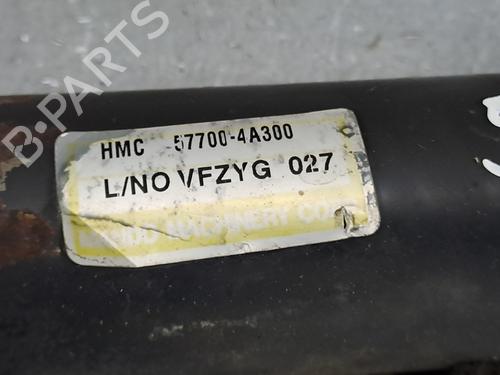 HMC 57700-4A300
L/NO VFZYG 027
MACHINERY CO
B-PARTS